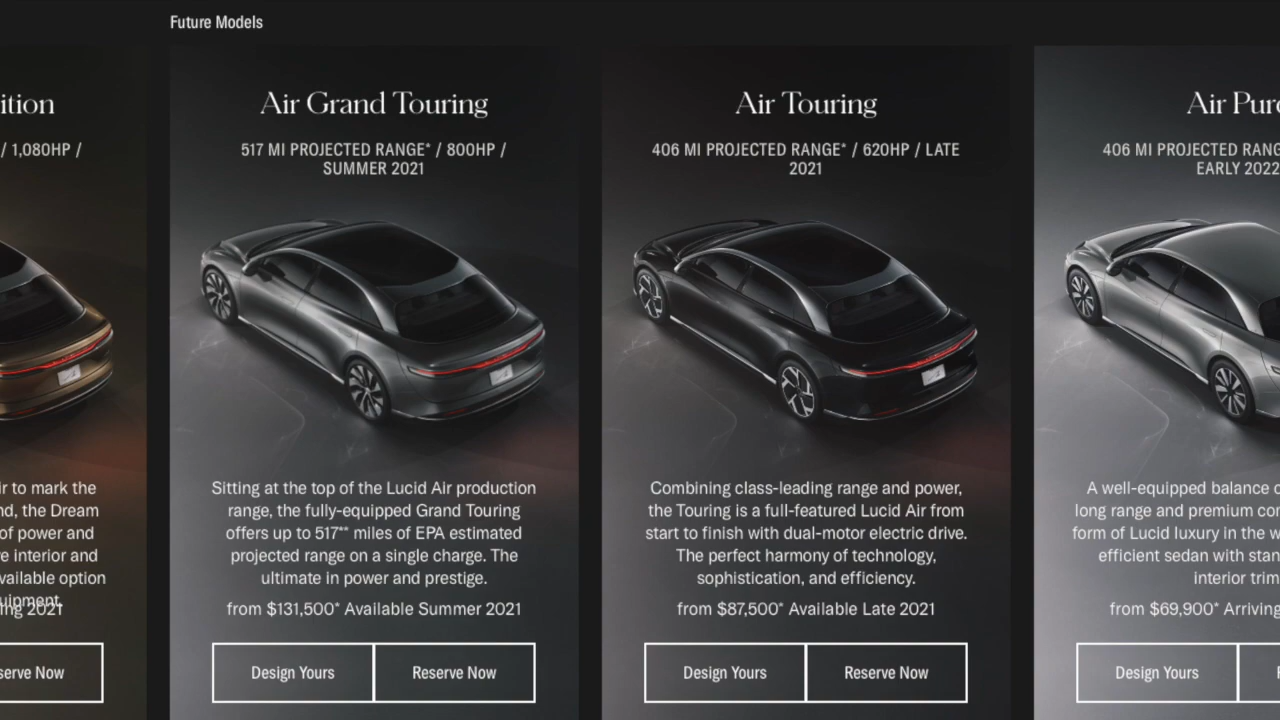 Future Models
ition
/ 1,080HP /
ir to mark the
nd, the Dream
of power and
e interior and
vailable option
uipment.
ing 2021
serve Now
Air Grand Touring
517 MI PROJECTED RANGE* / 800HP /
SUMMER 2021
Sitting at the top of the Lucid Air production
range, the fully-equipped Grand Touring
offers up to 517** miles of EPA estimated
projected range on a single charge. The
ultimate in power and prestige.
from $131,500* Available Summer 2021
Design Yours
Reserve Now
Air Touring
406 MI PROJECTED RANGE* / 620HP / LATE
2021
Combining class-leading range and power,
the Touring is a full-featured Lucid Air from
start to finish with dual-motor electric drive.
The perfect harmony of technology,
sophistication, and efficiency.
from $87,500* Available Late 2021
Design Yours
Reserve Now
Air Pure
406 MI PROJECTED RANG
EARLY 2022
A well-equipped balance o
long range and premium con
form of Lucid luxury in the w
efficient sedan with stan
interior trim
from $69,900* Arriving
Design Yours